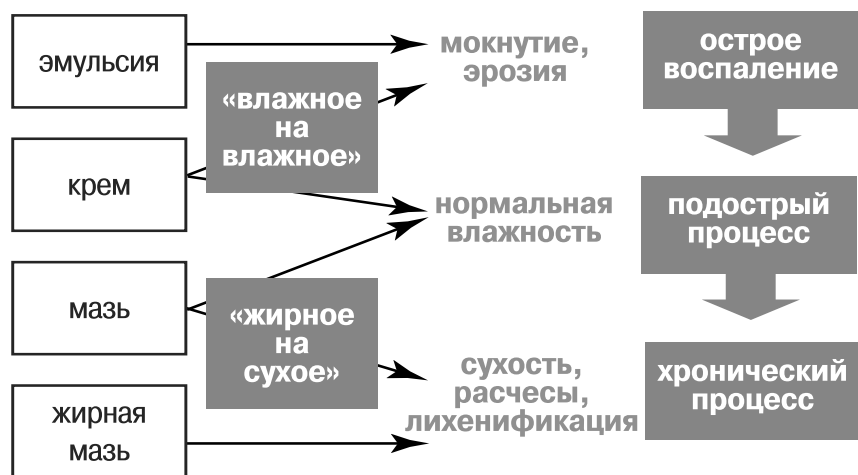 эмульсия
крем
мазь
жирная
мазь
«влажное
на
влажное»
«жирное
на
сухое»
мокнутие,
эрозия
нормальная
влажность
сухость,
расчесы,
лихенификация
острое
воспаление
подострый
процесс
хронический
процесс